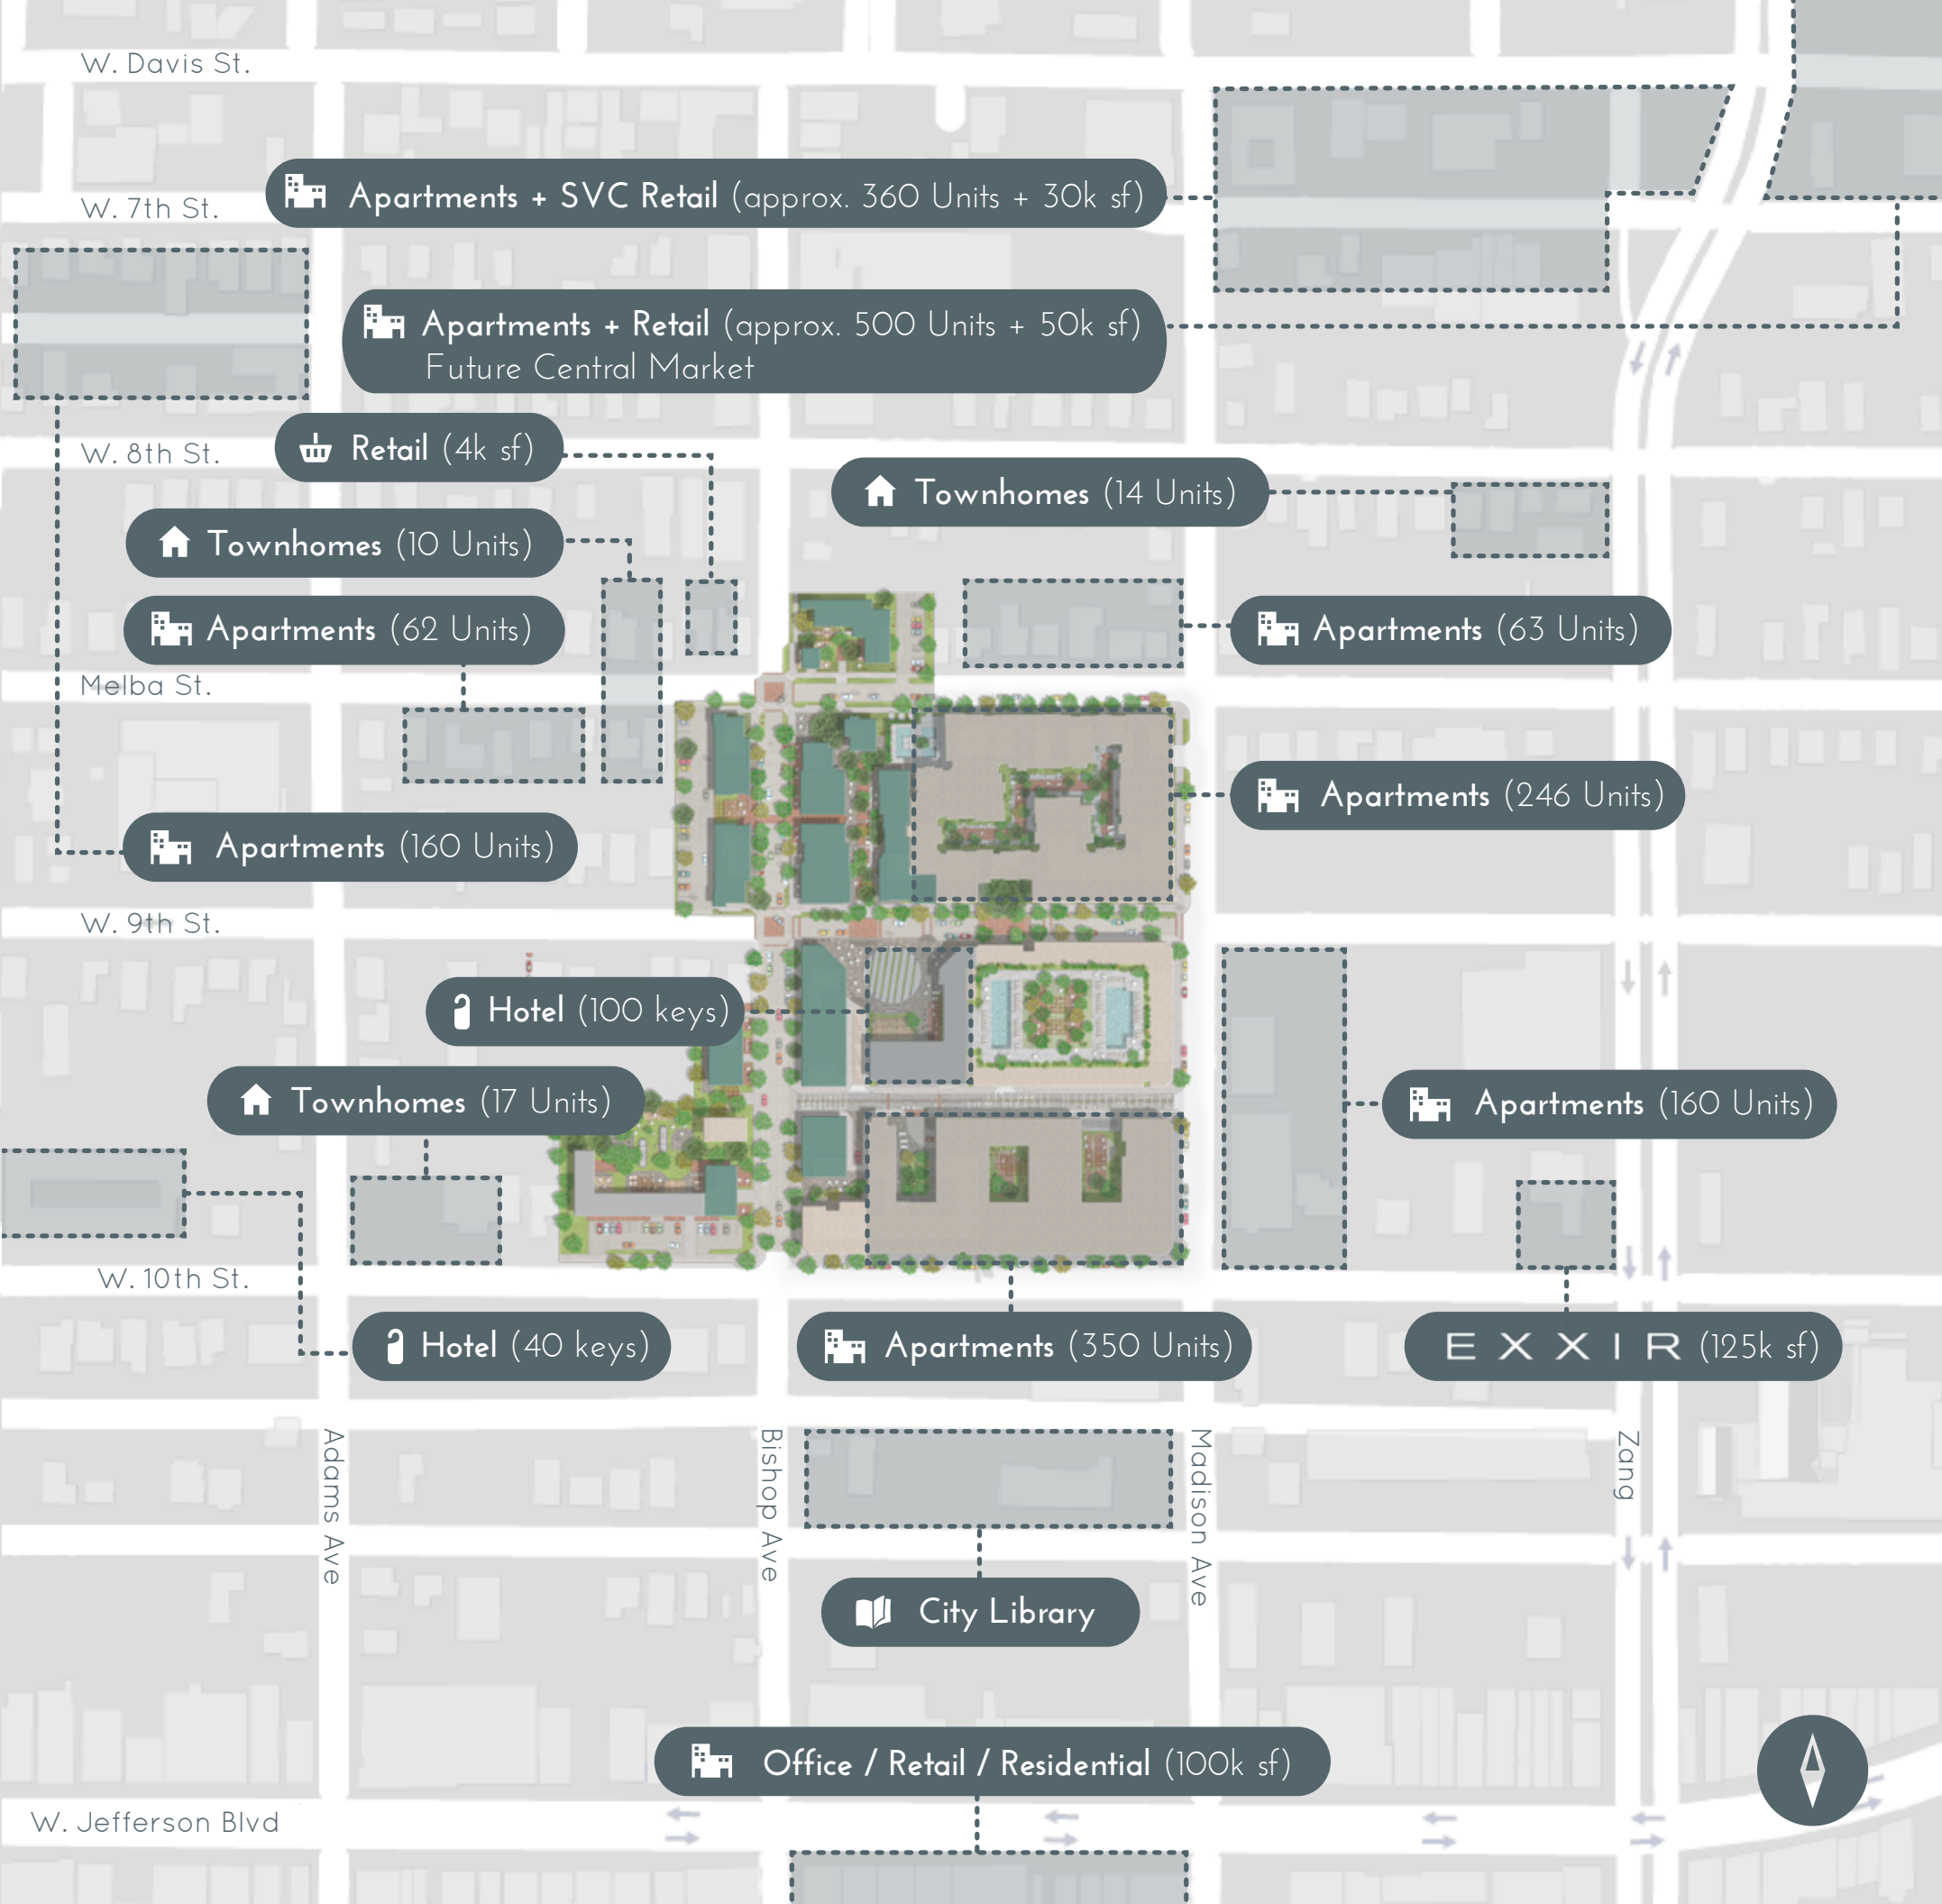 W. Davis St.
Apartments + SVC Retail (approx. 360 Units + 30k sf)
W. 7th St.
Apartments + Retail (approx. 500 Units + 50k sf)
Future Central Market
Retail (4k sf)
W. 8th St.
Townhomes (14 Units)
Townhomes (10 Units)
Apartments (62 Units)
Apartments (63 Units)
Melba St.
Apartments (246 Units)
Apartments (160 Units)
W. 9th St.
Hotel (100 keys)
Townhomes (17 Units)
Apartments (160 Units)
W. 10th St.
Hotel (40 keys)
Apartments (350 Units)
EXXIR (125k sf)
Adams Ave
Bishop Ave
Madison Ave
Zang
City Library
Office / Retail / Residential (100k sf)
W. Jefferson Blvd